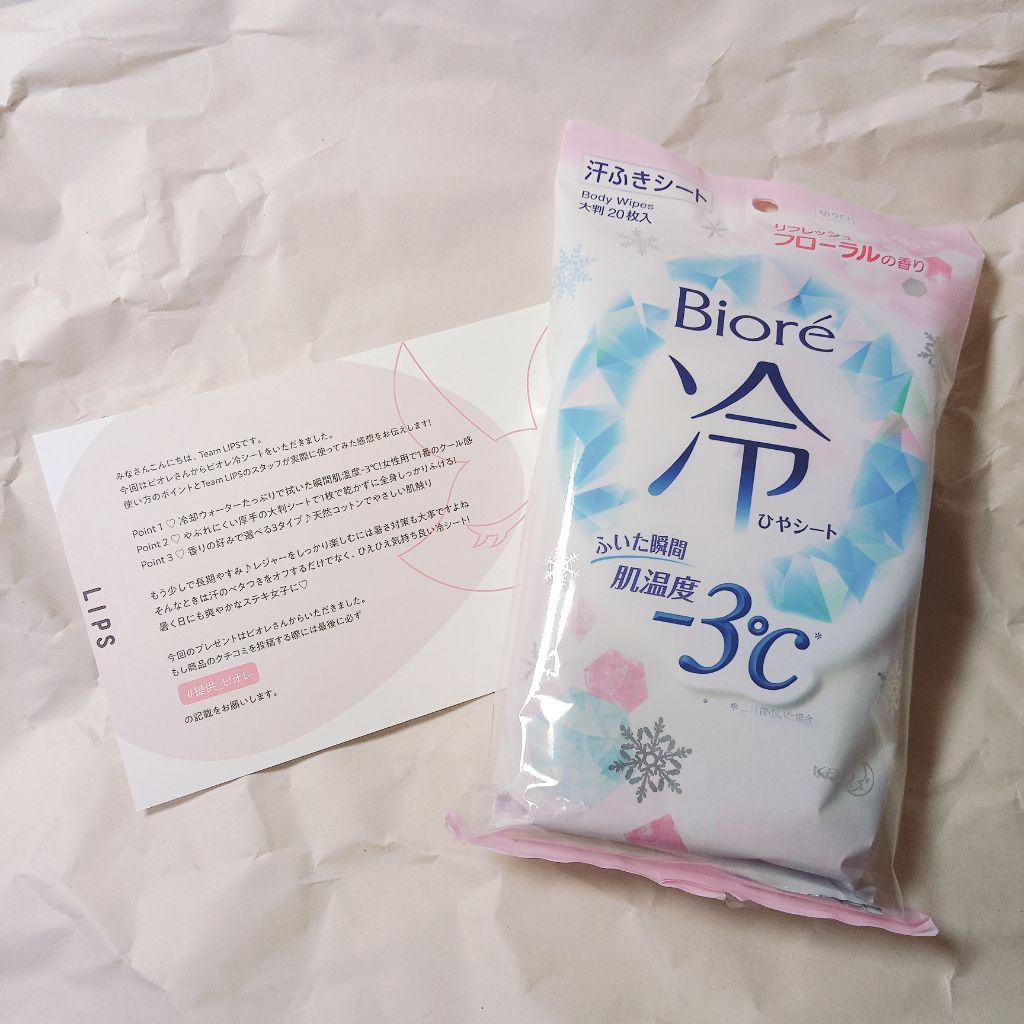 みなさんこんにちは、Team LIPSです。
今回はビオレさんからビオレ冷シートをいただきました。
使い方のポイントとTeam LIPSのスタッフが実際に使ってみた感想をお伝えします!
Point 1 ♡ 冷却ウォーターたっぷりで拭いた瞬間肌温度-3℃!女性用で1番のクール感
Point 2 ♡ やぶれにくい厚手の大判シートで1枚で乾かずに全身しっかりふける!
Point 3 ♡ 香りの好みで選べる3タイプ♪天然コットンでやさしい肌触り
もう少しで長期やすみ♪レジャーをしっかり楽しむには暑さ対策も大事ですよね
そんなときは汗のベタつきをオフするだけでなく、ひえひえ気持ち良い冷シート!
暑く日にも爽やかなステキ女子に♡
今回のプレゼントはビオレさんからいただきました。
もし商品のクチコミを投稿する際には最後に必ず
#提供_ビオレ
の記載をお願いします。
LIPS
汗ふきシート
Body Wipes
大判 20枚入
切り口
リフレッシュ
フローラルの香り
Bioré
冷
ひやシート
ふいた瞬間
肌温度
-3℃*
Kao